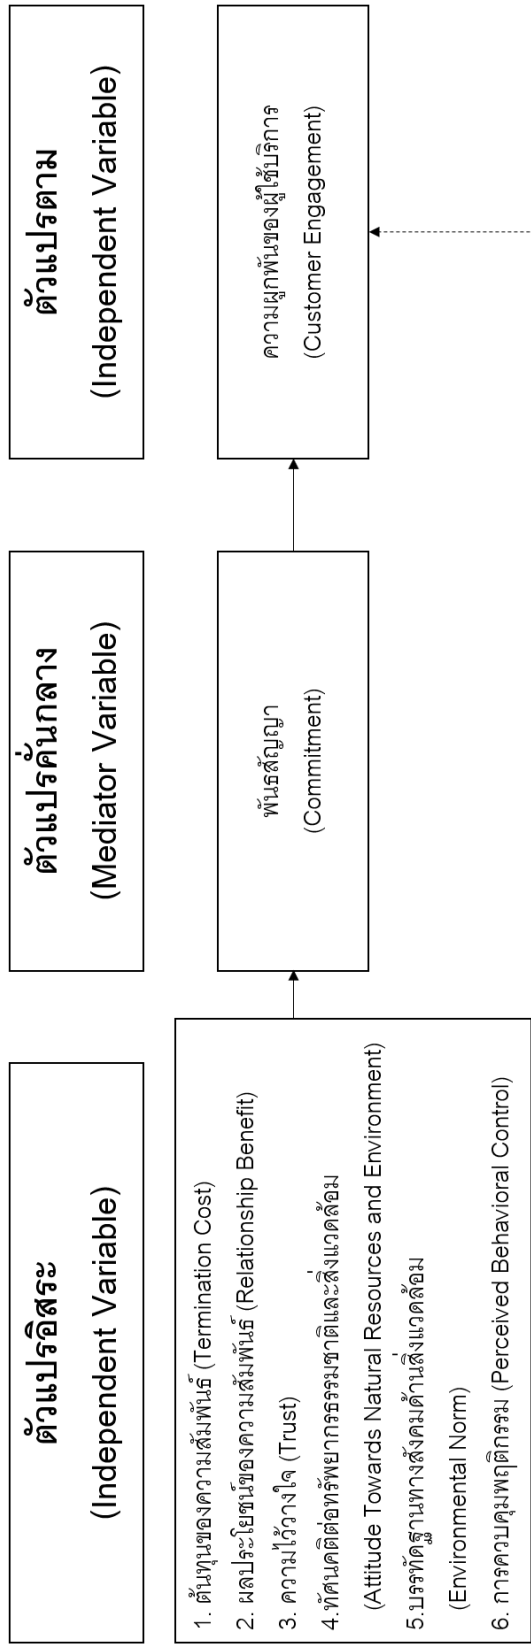 ตัวแปรอิสระ
(Independent Variable)
ตัวแปรคั่นกลาง
(Mediator Variable)
ตัวแปรตาม
(Independent Variable)
1. ต้นทุนของความสัมพันธ์ (Termination Cost)
2. ผลประโยชน์ของความสัมพันธ์ (Relationship Benefit)
3. ความไว้วางใจ (Trust)
4.ทัศนคติต่อทรัพยากรธรรมชาติและสิ่งแวดล้อม
(Attitude Towards Natural Resources and Environment)
5.บรรทัดฐานทางสังคมด้านสิ่งแวดล้อม
(Environmental Norm)
6. การควบคุมพฤติกรรม (Perceived Behavioral Control)
พันธสัญญา
(Commitment)
ความผูกพันของผู้ใช้บริการ
(Customer Engagement)